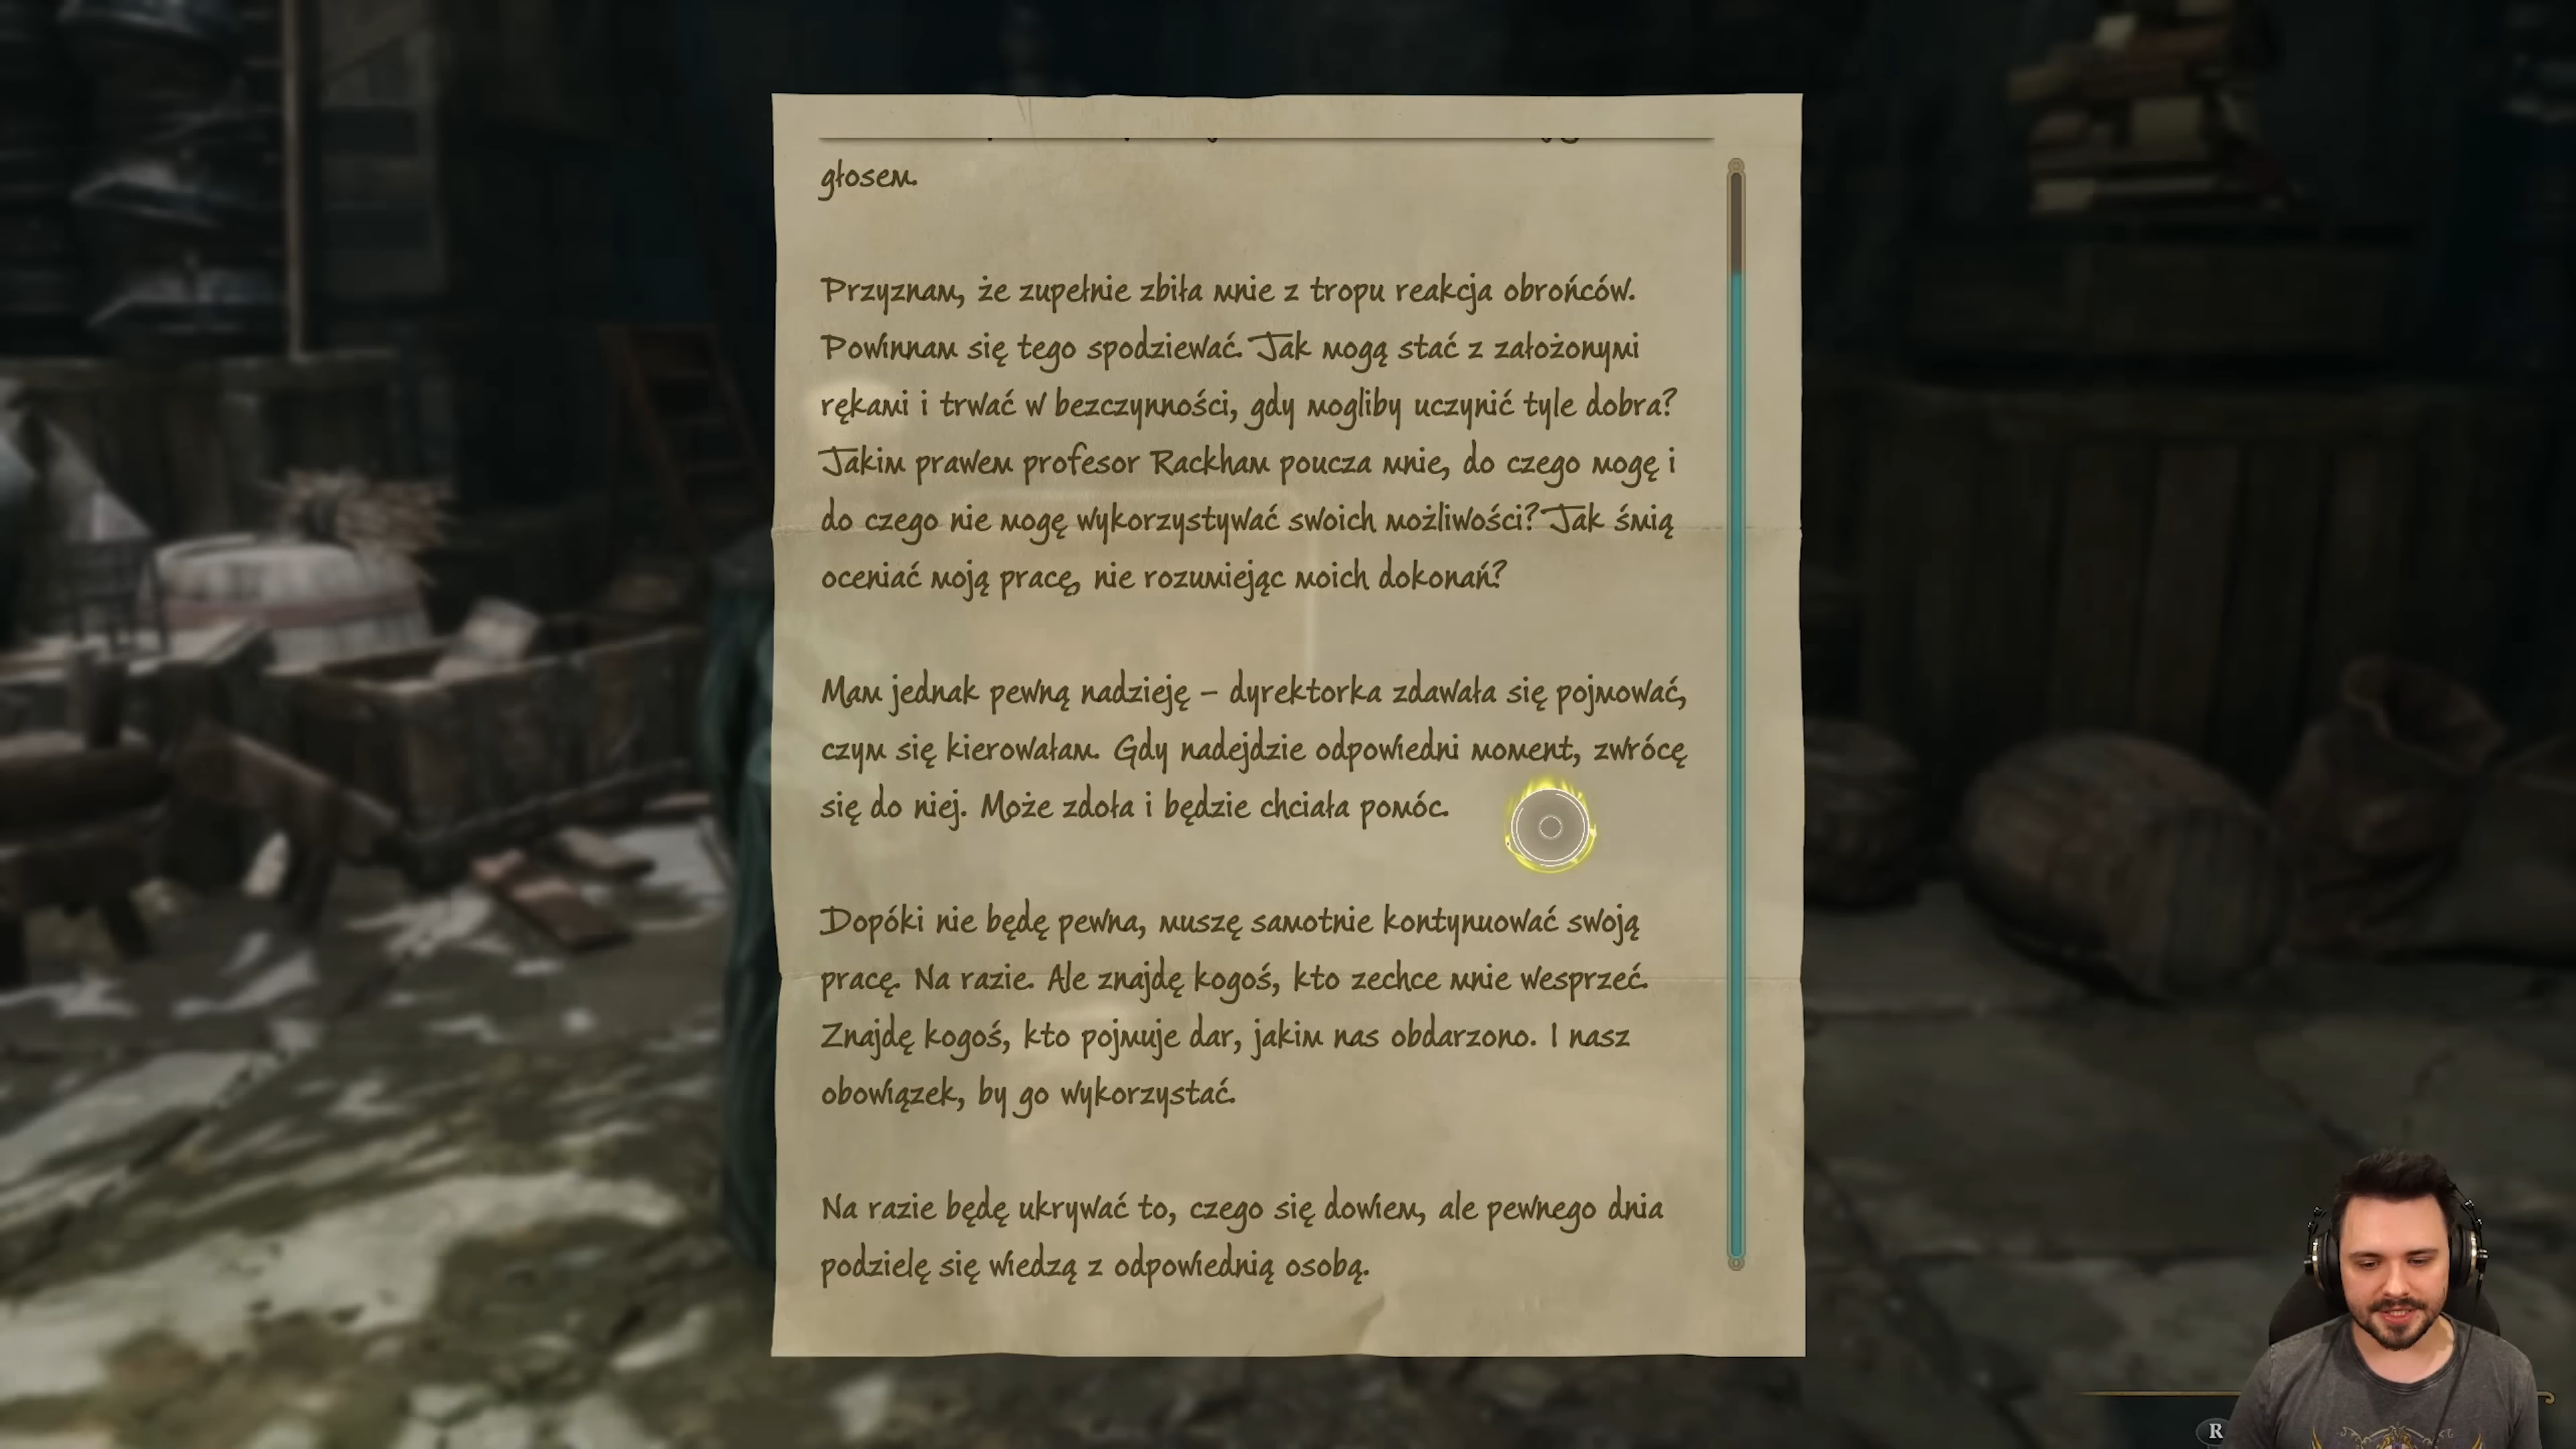 głosem.
Przyznam, że zupełnie zbiła mnie z tropu reakcja obrońców.
Powinnam się tego spodziewać. Jak mogą stać z założonymi
rękami i trwać w bezczynności, gdy mogliby uczynić tyle dobra?
Jakim prawem profesor Rackham poucza mnie, do czego mogę i
do czego nie mogę wykorzystywać swoich możliwości? Jak śmią
oceniać moją pracę, nie rozumiejąc moich dokonań?
Mam jednak pewną nadzieję – dyrektorka zdawała się pojmować,
czym się kierowałam. Gdy nadejdzie odpowiedni moment, zwrócę
się do niej. Może zdoła i będzie chciała pomóc.
Dopóki nie będę pewna, muszę samotnie kontynuować swoją
pracę. Na razie. Ale znajdę kogoś, kto zechce mnie wesprzeć.
Znajdę kogoś, kto pojmuje dar, jakim nas obdarzono. I nasz
obowiązek, by go wykorzystać.
Na razie będę ukrywać to, czego się dowiem, ale pewnego dnia
podzielę się wiedzą z odpowiednią osobą.
R